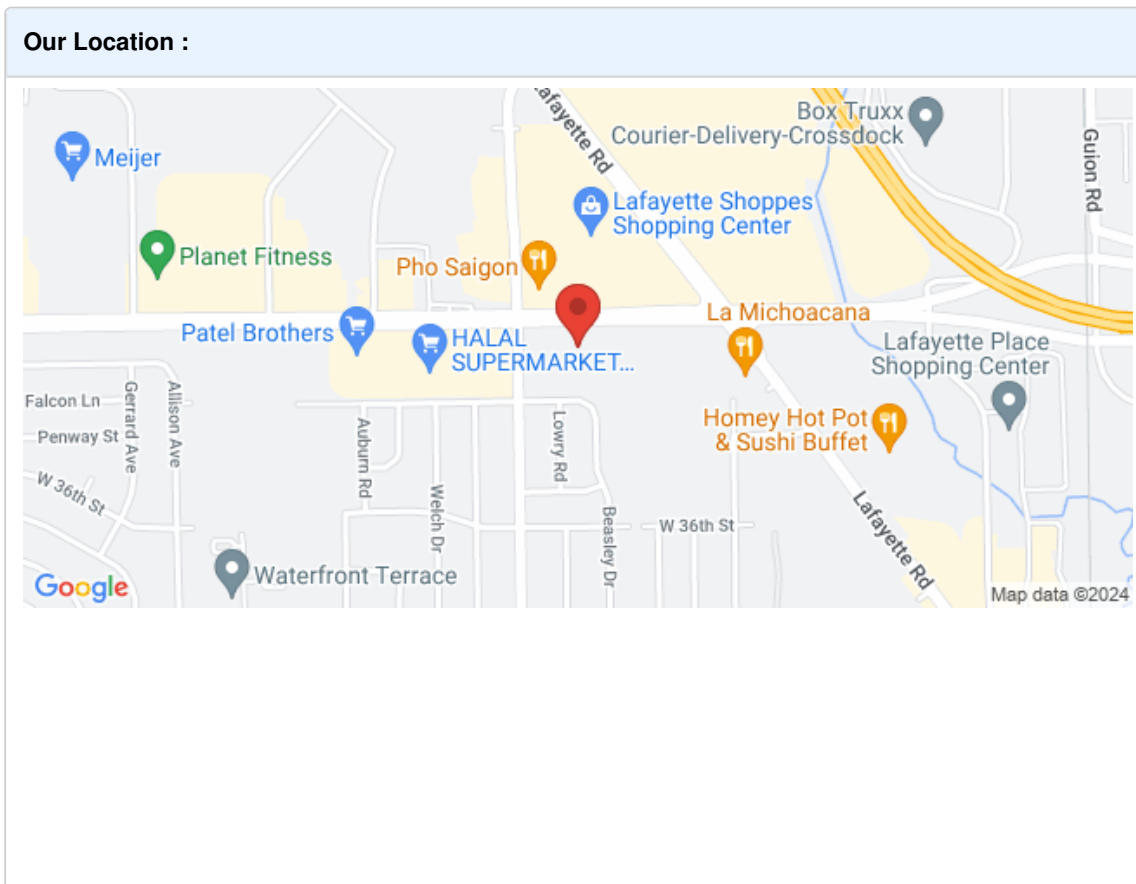 Our Location :
afayette Rd
Box Truxx
Courier-Delivery-Crossdock
Guion Rd
Meijer
Lafayette Shoppes
Shopping Center
Planet Fitness
Pho Saigon
La Michoacana
Patel Brothers
HALAL
SUPERMARKET...
Lafayette Place
Shopping Center
Falcon Ln
Gerrard Ave
Allison Ave
Penway St
Auburn Rd
Lowry Rd
Homey Hot Pot
& Sushi Buffet
W 36th St
Welch Dr
Beasley Dr
W 36th St
Lafayette Rd
Waterfront Terrace
Google
Map data ©2024